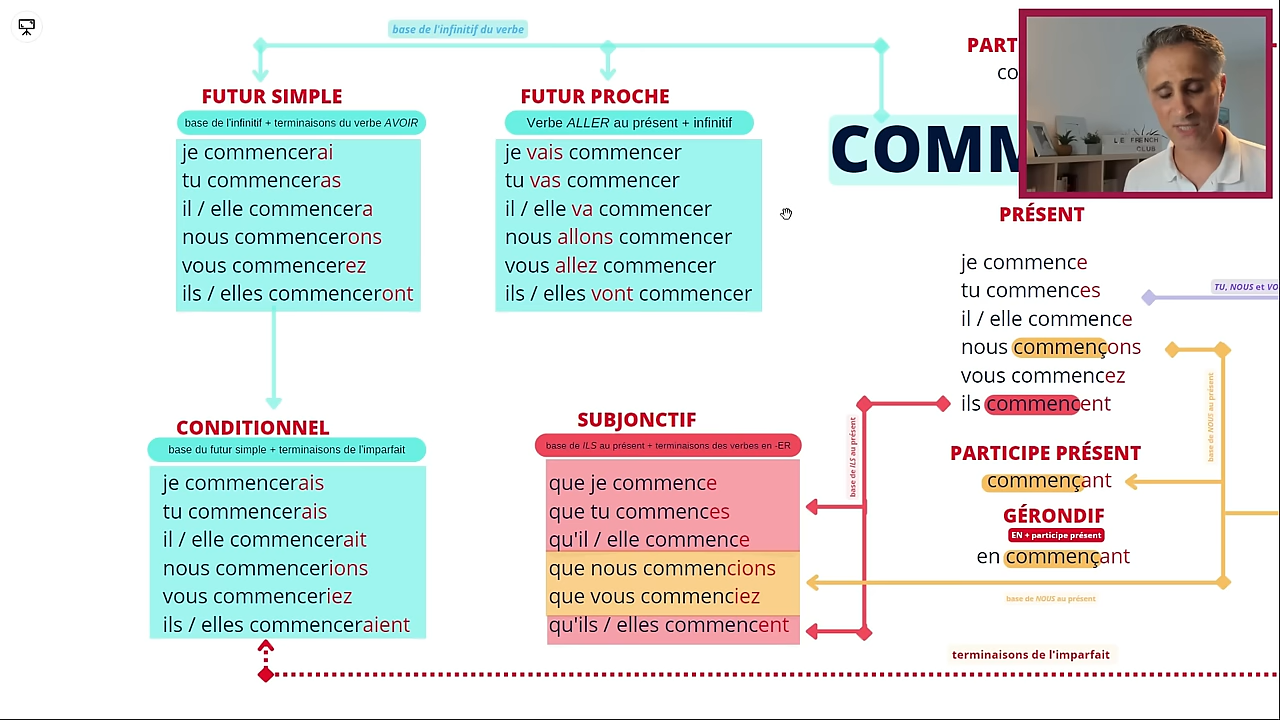 base de l'infinitif du verbe
FUTUR SIMPLE
base de l'infinitif + terminaisons du verbe AVOIR
je commencerai
tu commenceras
il / elle commencera
nous commencerons
vous commencerez
ils / elles commenceront
FUTUR PROCHE
Verbe ALLER au présent + infinitif
je vais commencer
tu vas commencer
il / elle va commencer
nous allons commencer
vous allez commencer
ils / elles vont commencer
PART
co
COMM
LE FRENCH
CLUB
PRÉSENT
je commence
tu commences
il / elle commence
nous commençons
vous commencez
ils commencent
TU, NOUS et VO
base de NOUS au présent
base de ILS au présent
CONDITIONNEL
base du futur simple + terminaisons de l'imparfait
je commencerais
tu commencerais
il / elle commencerait
nous commencerions
vous commenceriez
ils / elles commenceraient
SUBJONCTIF
base de ILS au présent + terminaisons des verbes en -ER
que je commence
que tu commences
qu'il / elle commence
que nous commencions
que vous commenciez
qu'ils / elles commencent
PARTICIPE PRÉSENT
commençant
GÉRONDIF
EN + participe présent
en commençant
base de NOUS au présent
terminaisons de l'imparfait